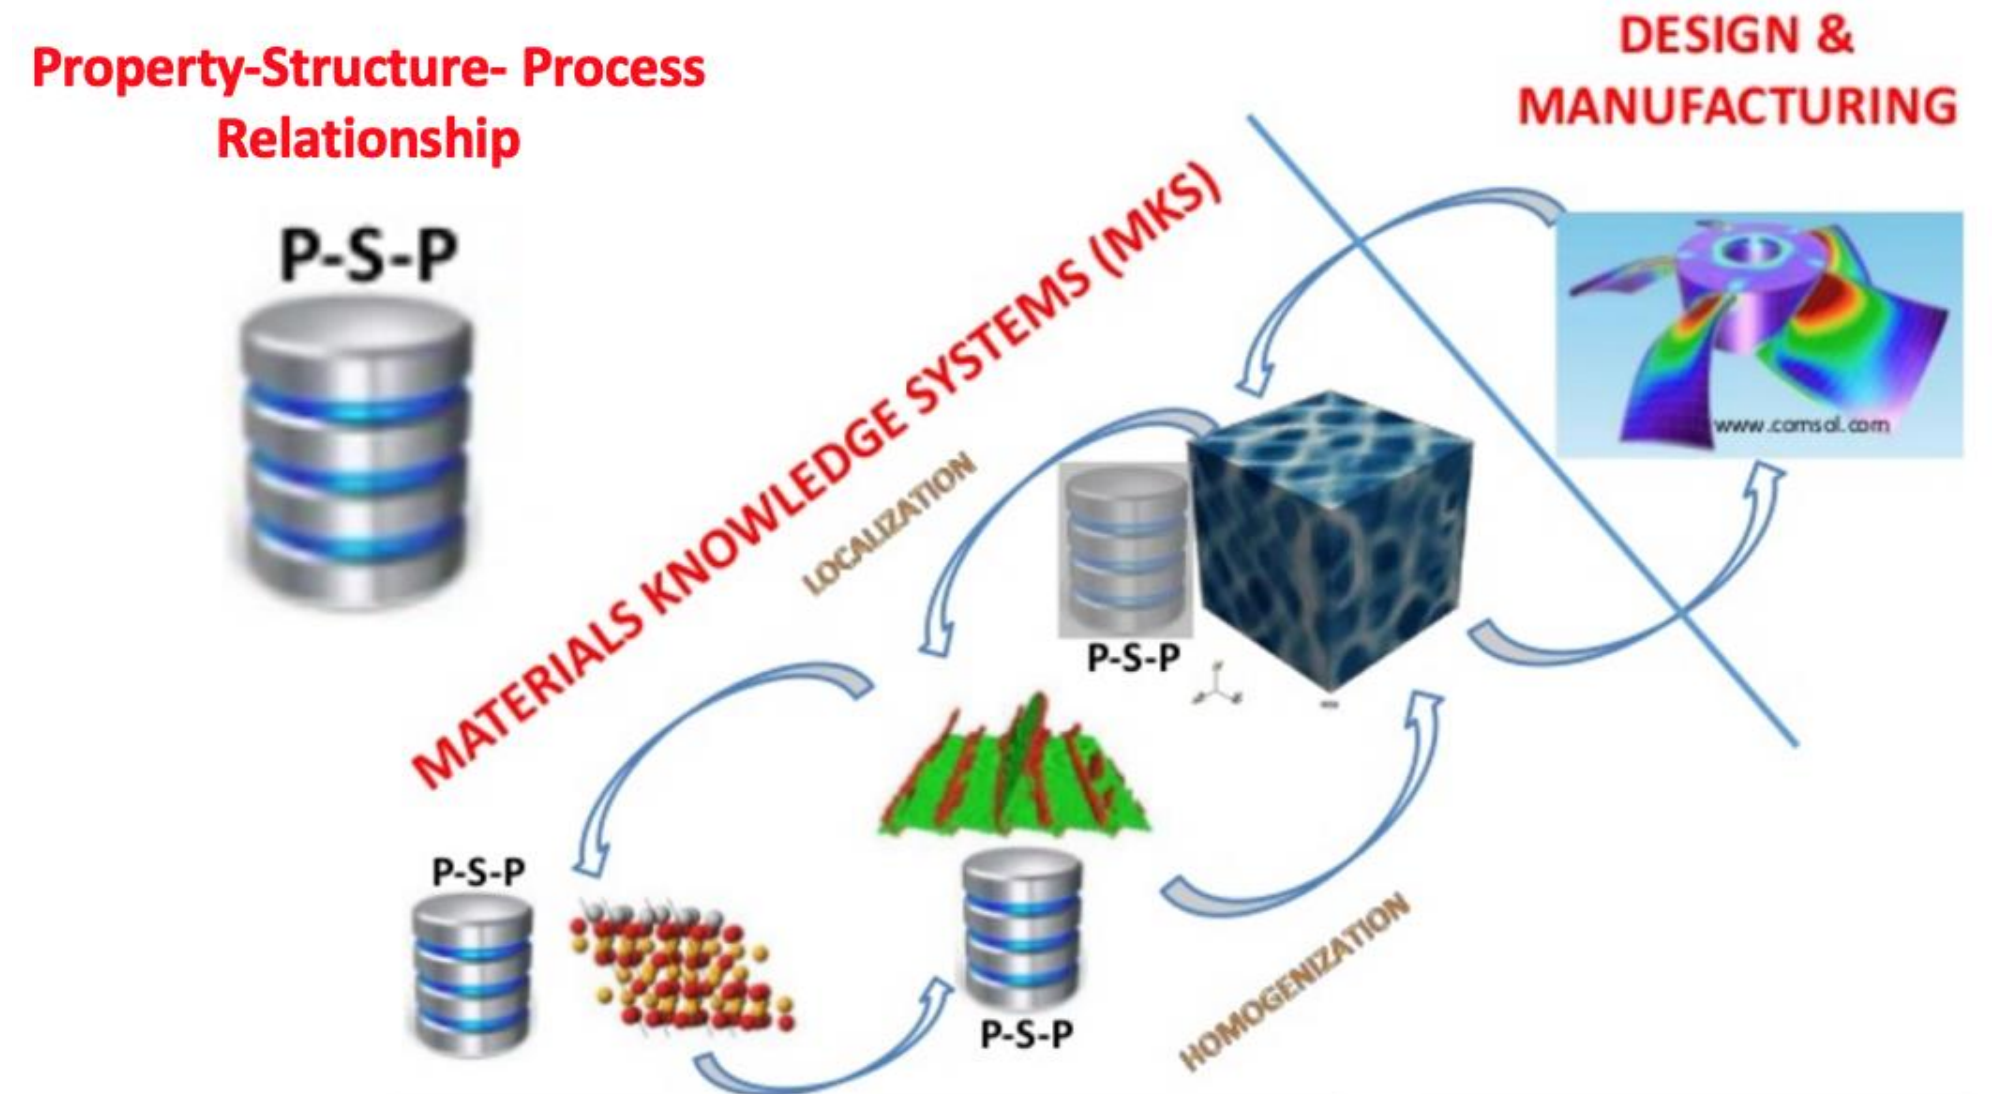 Property-Structure- Process
Relationship
P-S-P
DESIGN &
MANUFACTURING
www.comsol.com
MATERIALS KNOWLEDGE SYSTEMS (MKS)
LOCALIZATION
P-S-P
P-S-P
P-S-P
HOMOGENIZATION